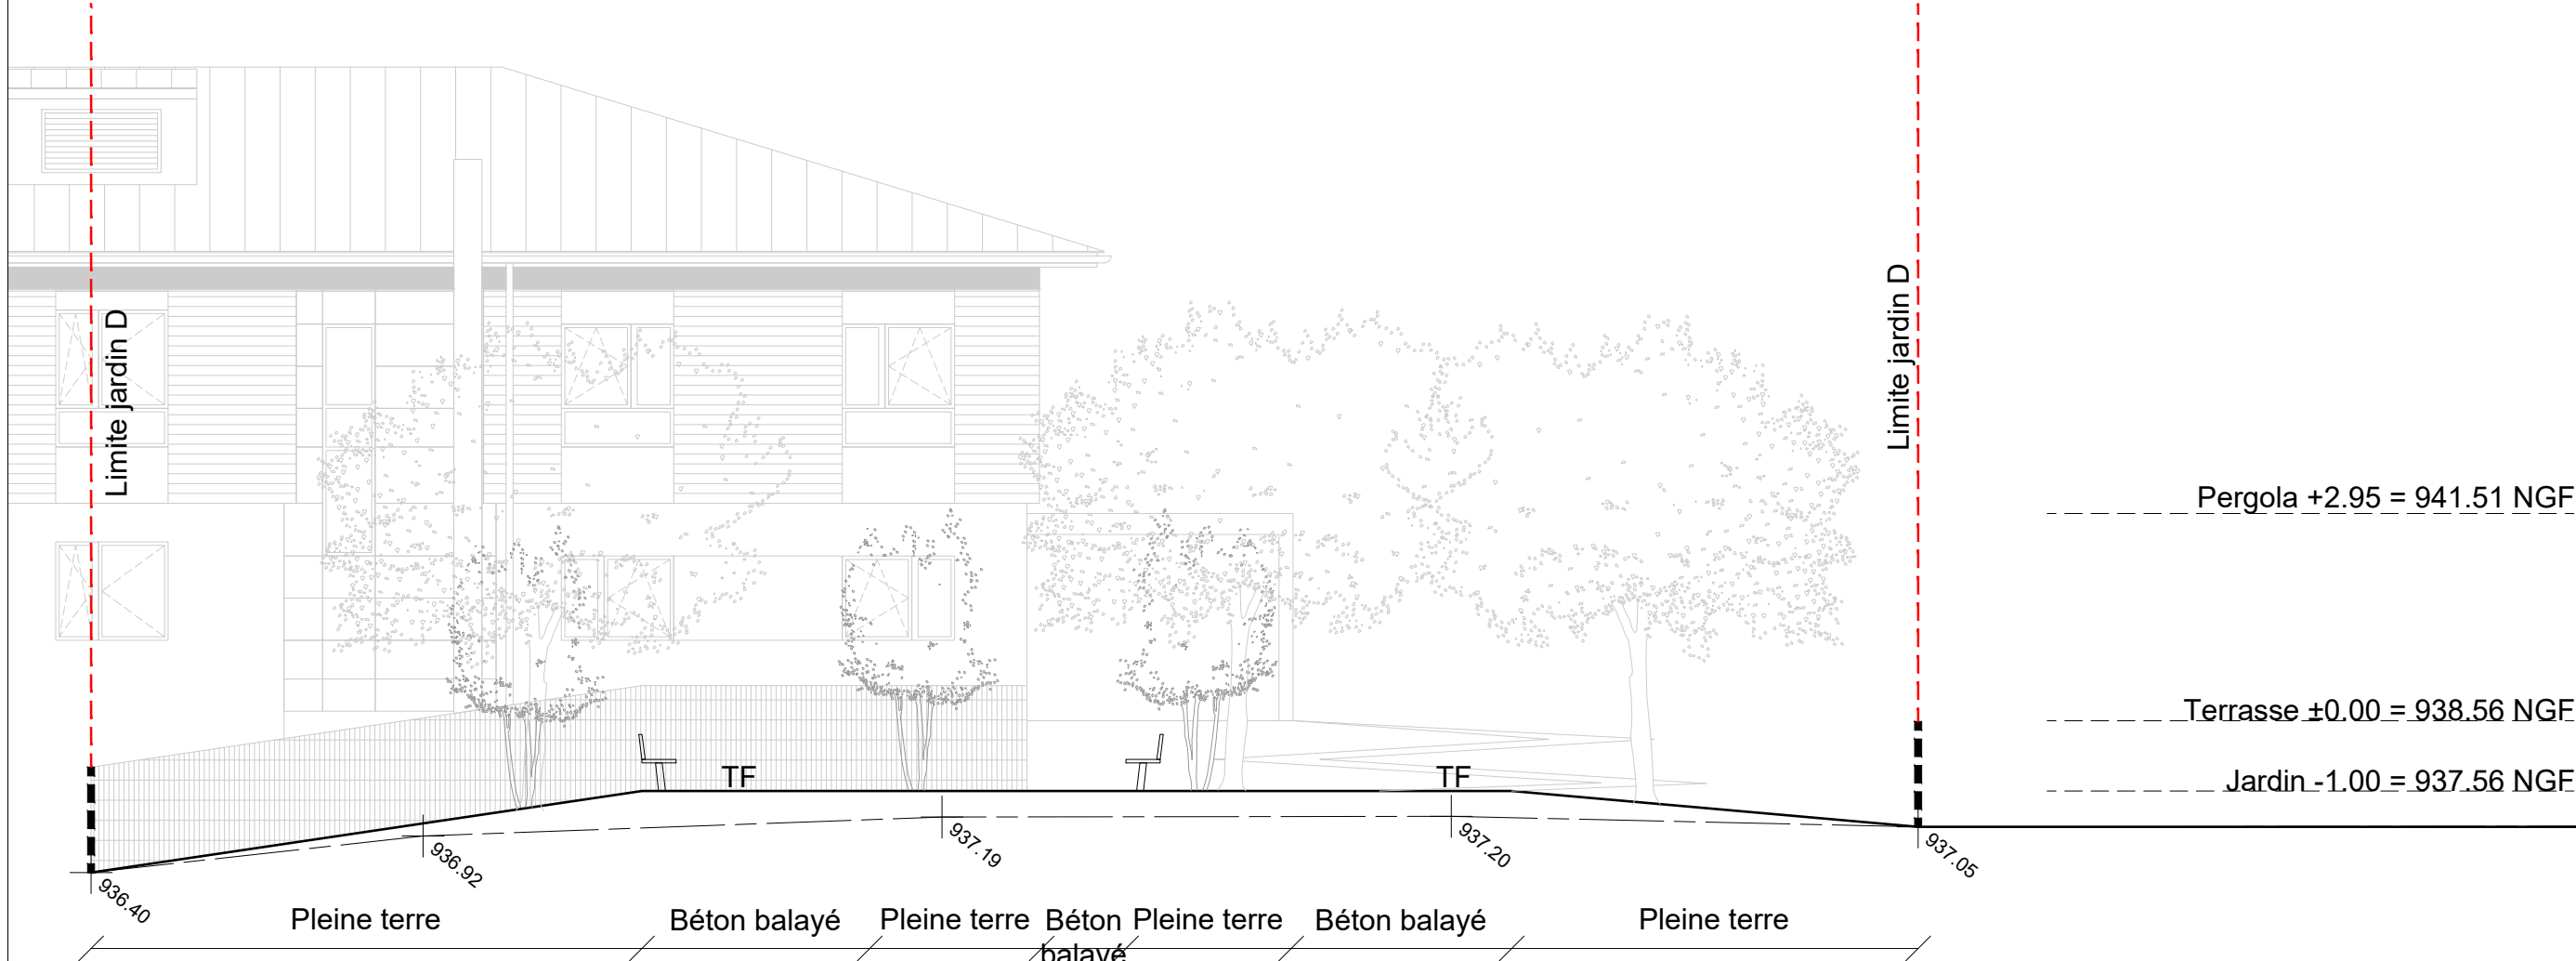 Limite jardin D
Limite jardin D
Pergola +2.95 = 941.51 NGF
Terrasse ±0.00 = 938.56 NGF
Jardin -1.00 = 937.56 NGF
TF
TF
936.40
936.92
937.19
937.20
937.05
Pleine terre
Béton balayé
Pleine terre
Béton
balayé
Pleine terre
Béton balayé
Pleine terre